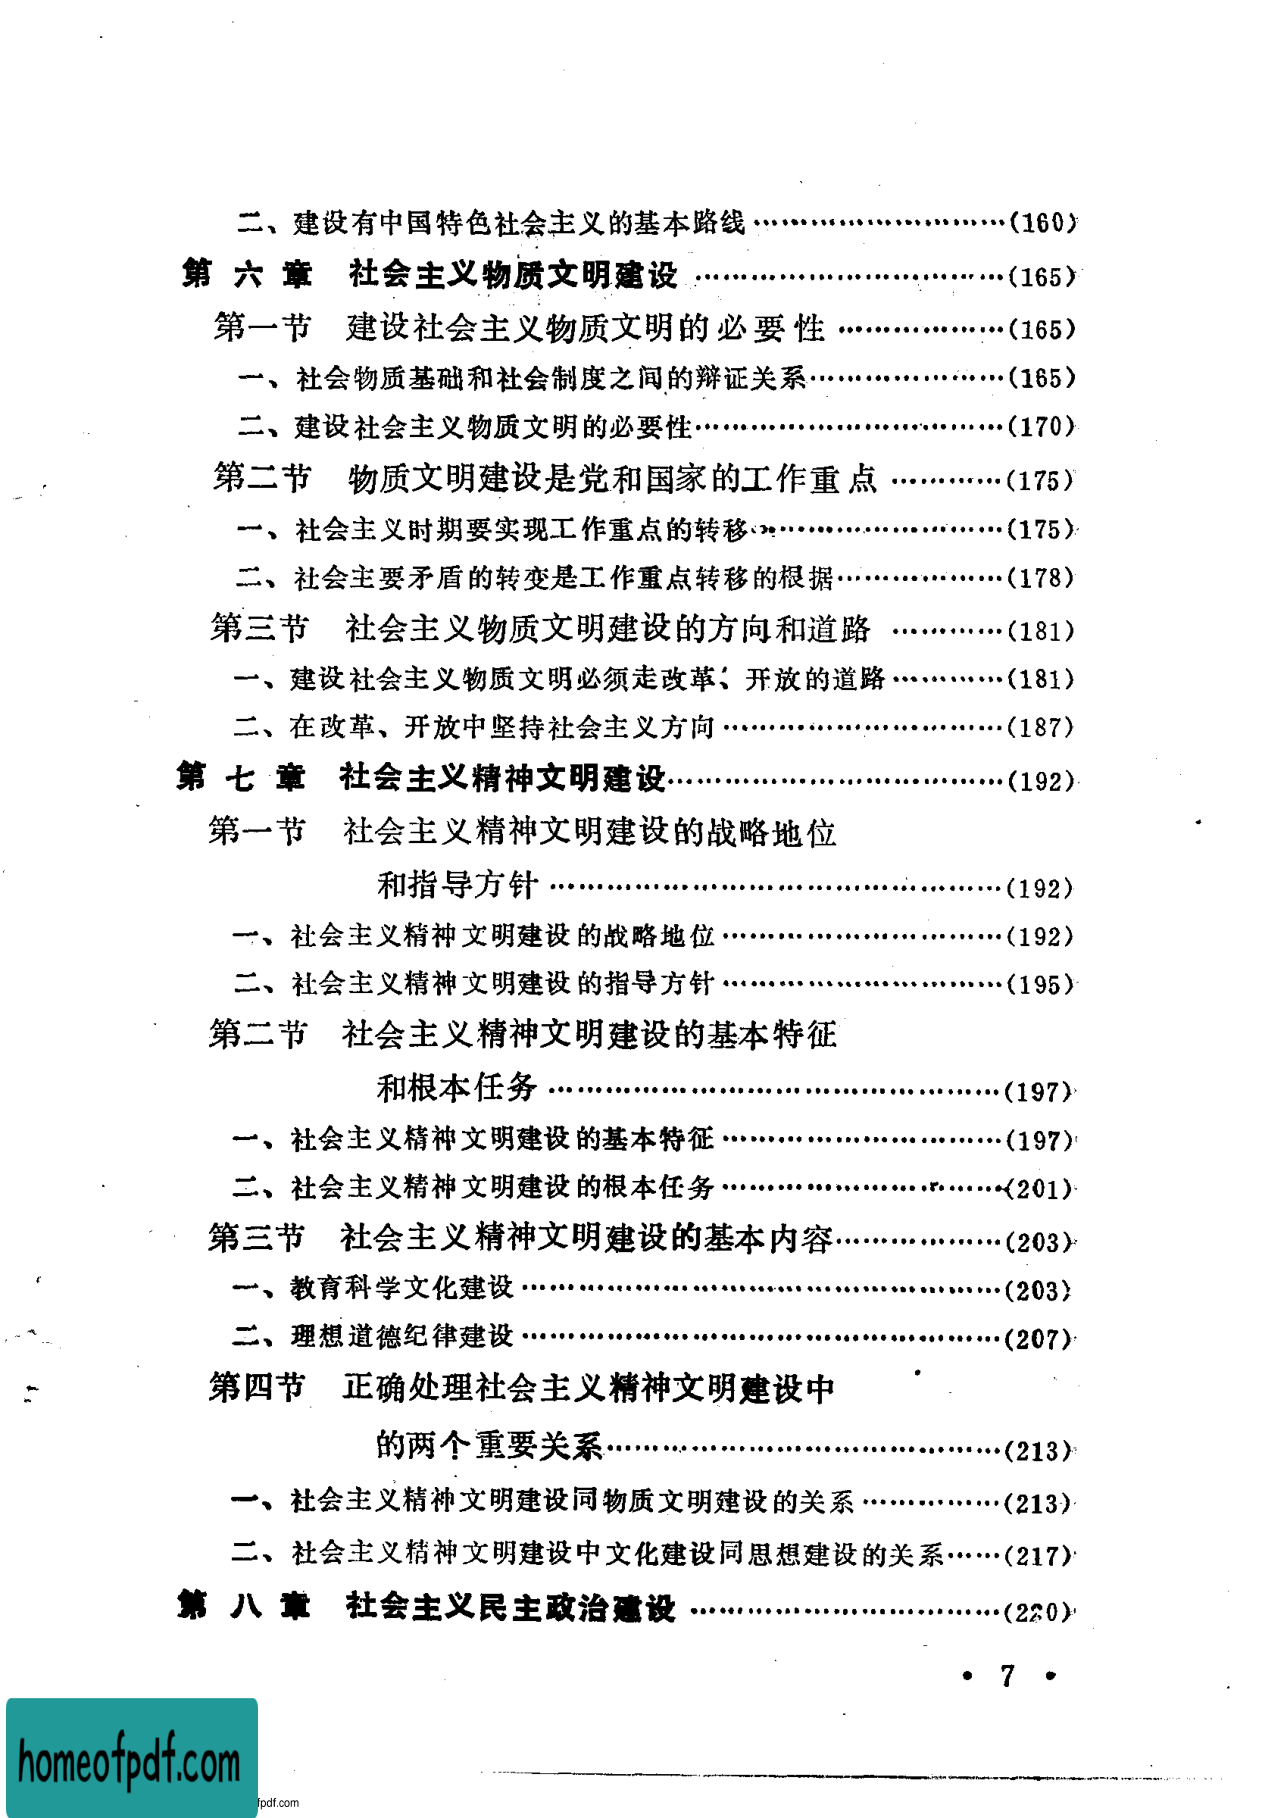 二、建设有中国特色社会主义的基本路线…………………………(160)
第六章 社会主义物质文明建设…………………………(165)
第一节 建设社会主义物质文明的必要性………………(165)
一、社会物质基础和社会制度之间的辩证关系…………………(165)
二、建设社会主义物质文明的必要性…………………………(170)
第二节 物质文明建设是党和国家的工作重点…………(175)
一、社会主义时期要实现工作重点的转移……………………(175)
二、社会主要矛盾的转变是工作重点转移的根据………………(178)
第三节 社会主义物质文明建设的方向和道路…………(181)
一、建设社会主义物质文明必须走改革、开放的道路…………(181)
二、在改革、开放中坚持社会主义方向………………………(187)
第七章 社会主义精神文明建设……………………………(192)
第一节 社会主义精神文明建设的战略地位
和指导方针………………………………………(192)
一、社会主义精神文明建设的战略地位………………………(192)
二、社会主义精神文明建设的指导方针………………………(195)
第二节 社会主义精神文明建设的基本特征
和根本任务………………………………………(197)
一、社会主义精神文明建设的基本特征………………………(197)
二、社会主义精神文明建设的根本任务………………………(201)
第三节 社会主义精神文明建设的基本内容………………(203)
一、教育科学文化建设…………………………………………(203)
二、理想道德纪律建设…………………………………………(207)
第四节 正确处理社会主义精神文明建设中
的两个重要关系…………………………………(213)
一、社会主义精神文明建设同物质文明建设的关系……………(213)
二、社会主义精神文明建设中文化建设同思想建设的关系……(217)
第八章 社会主义民主政治建设…………………………(220)
• 7 •
homeofpdf.com
fpdf.com